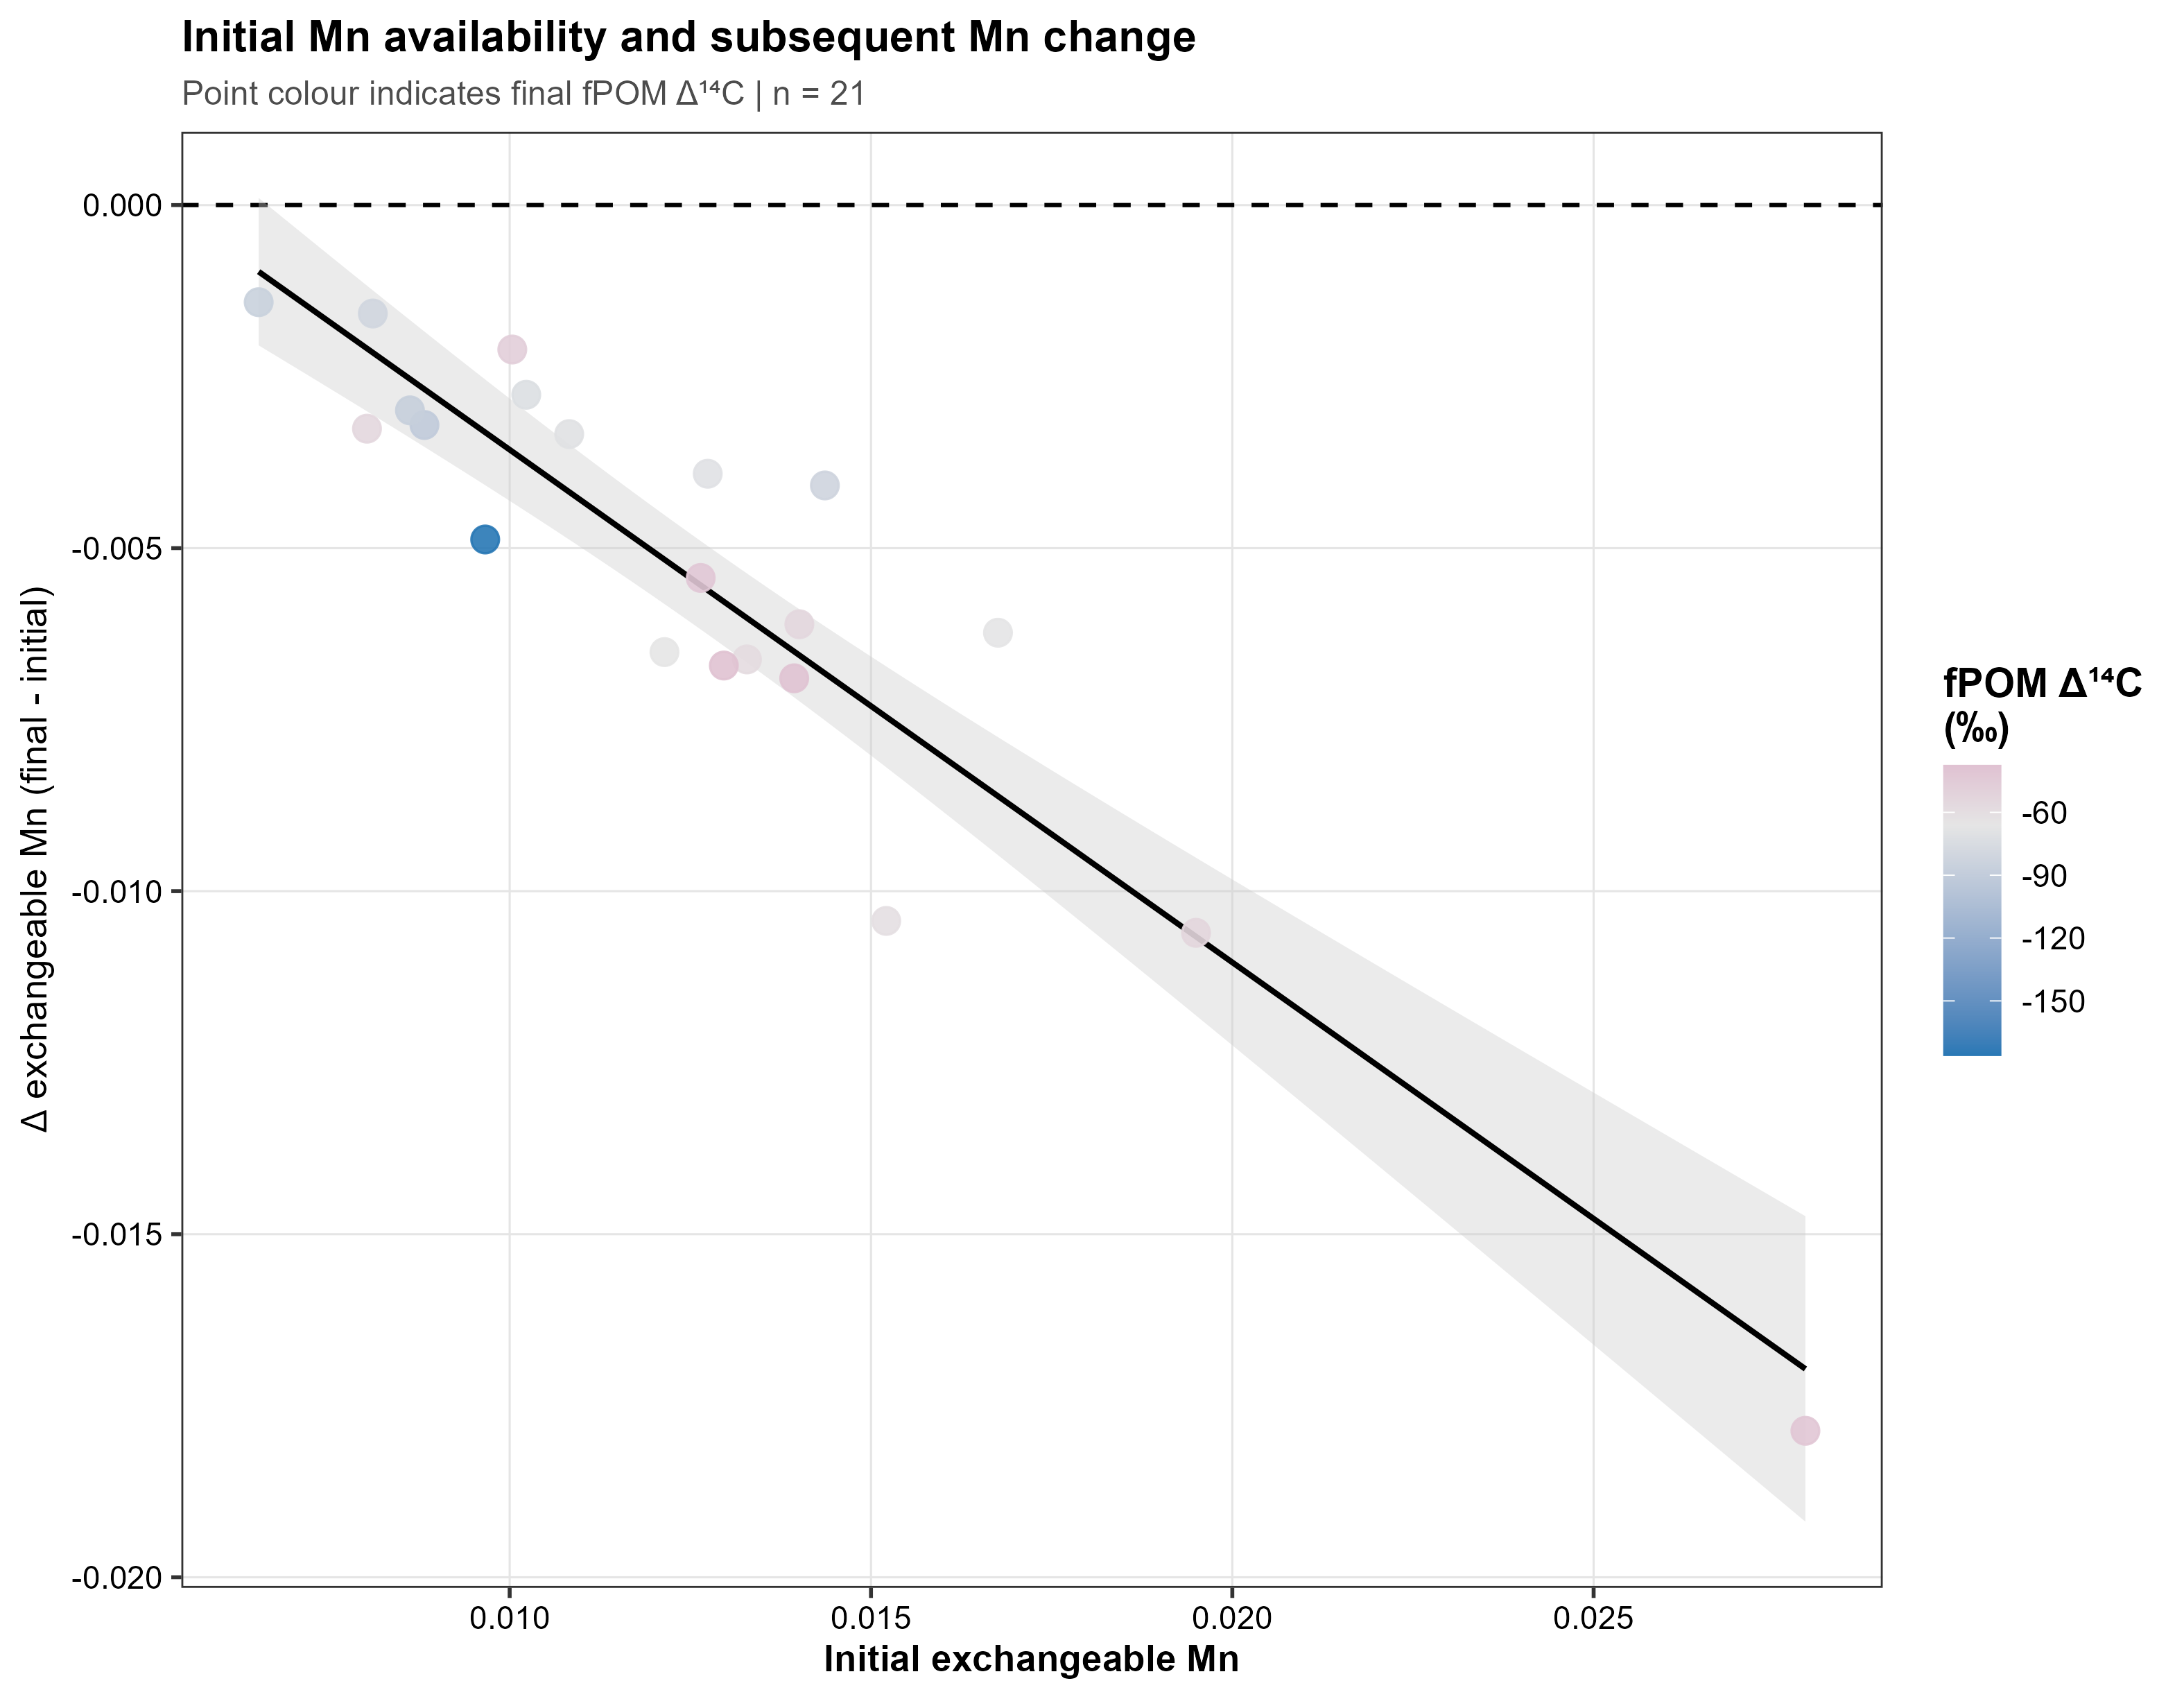 Initial Mn availability and subsequent Mn change
Point colour indicates final fPOM Δ¹⁴C | n = 21
Δ exchangeable Mn (final - initial)
0.000
-0.005
-0.010
-0.015
-0.020
0.010
0.015
0.020
0.025
Initial exchangeable Mn
fPOM Δ¹⁴C
(‰)
-60
-90
-120
-150